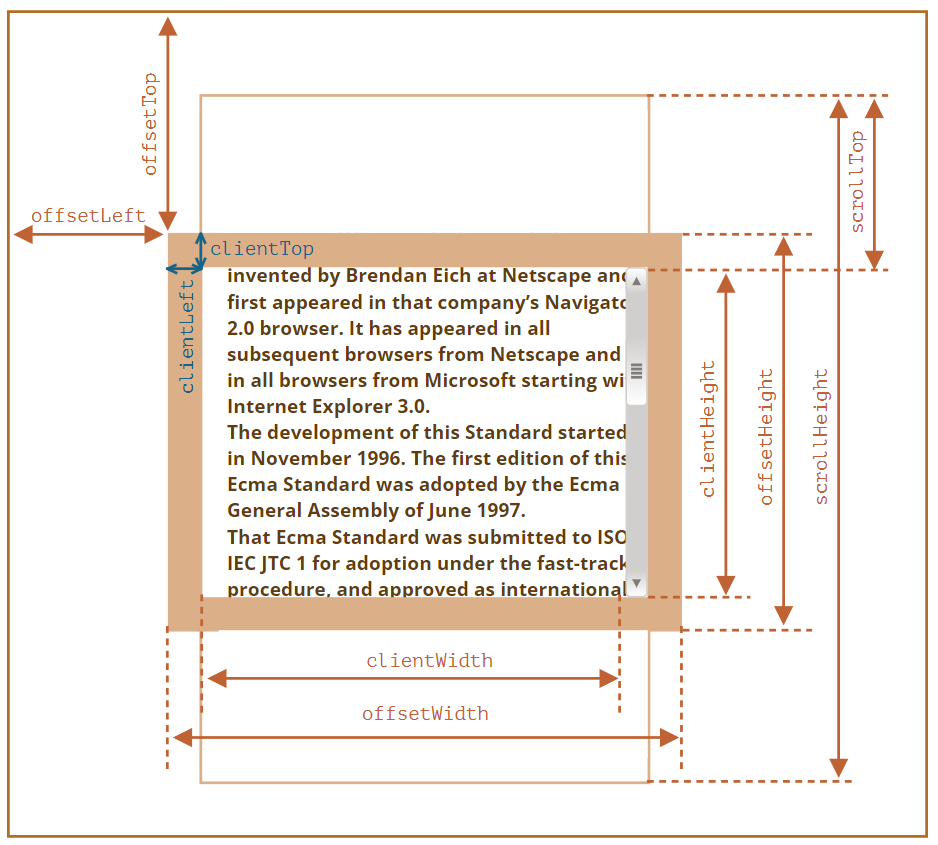 offsetTop
scrollTop
offsetLeft
clientTop
clientLeft
invented by Brendan Eich at Netscape and
first appeared in that company’s Navigato
2.0 browser. It has appeared in all
subsequent browsers from Netscape and
in all browsers from Microsoft starting wi
Internet Explorer 3.0.
The development of this Standard started
in November 1996. The first edition of this
Ecma Standard was adopted by the Ecma
General Assembly of June 1997.
That Ecma Standard was submitted to ISO
IEC JTC 1 for adoption under the fast-track
procedure, and approved as international
clientHeight
offsetHeight
scrollHeight
clientWidth
offsetWidth